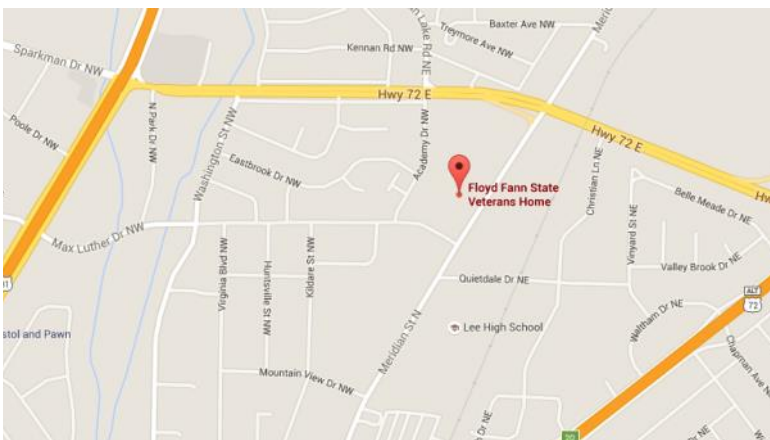 Baxter Ave NW
Lake Rd NE
Treymore Ave NW
Kennan Rd NW
Sparkman Dr NW
Hwy 72 E
Hwy 72 E
N Park Dr NW
Poole Dr NW
Washington St NW
Eastbrook Dr NW
Academy Dr NW
Floyd Fann State
Veterans Home
Christian Ln NE
Belle Meade Dr NE
Vinyard St NE
Max Luther Dr NW
Virginia Blvd NW
Huntsville St NW
Kildare St NW
Quietdale Dr NE
Valley Brook Dr NE
ALT
72
Waltham Dr NE
Meridian St N
Lee High School
stol and Pawn
Chapman Ave
Mountain View Dr NW
Dr NE
20